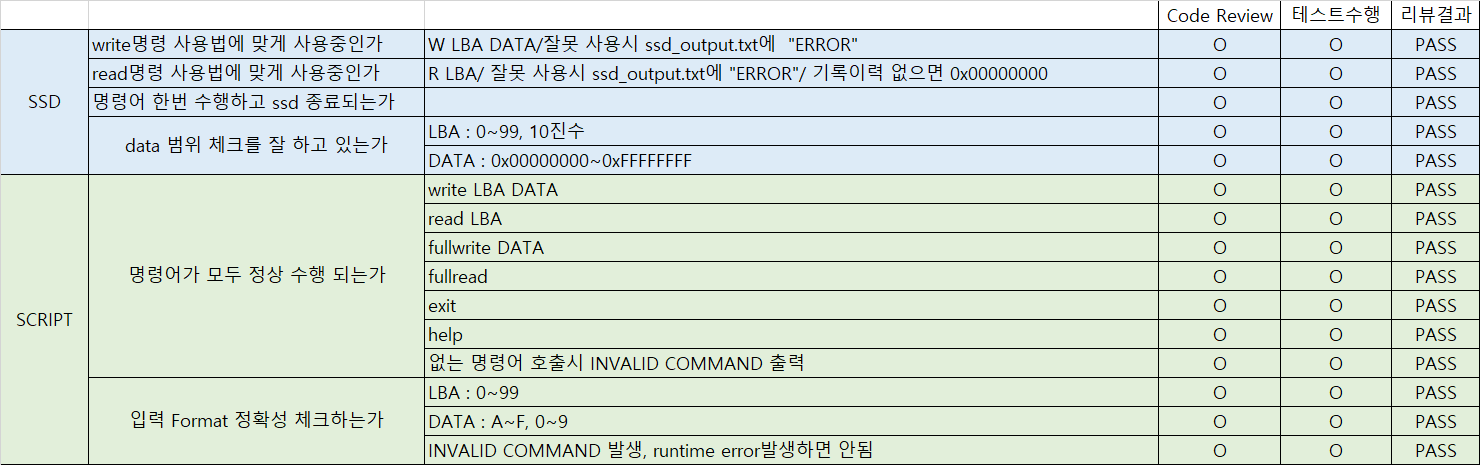 Code Review 테스트수행 리뷰결과
SSD
write명령 사용법에 맞게 사용중인가 W LBA DATA/잘못 사용시 ssd_output.txt에  "ERROR" O O PASS
read명령 사용법에 맞게 사용중인가 R LBA/ 잘못 사용시 ssd_output.txt에 "ERROR"/ 기록이력 없으면 0x00000000 O O PASS
명령어 한번 수행하고 ssd 종료되는가 O O PASS
data 범위 체크를 잘 하고 있는가
LBA : 0~99, 10진수 O O PASS
DATA : 0x00000000~0xFFFFFFFF O O PASS
SCRIPT
명령어가 모두 정상 수행 되는가
write LBA DATA O O PASS
read LBA O O PASS
fullwrite DATA O O PASS
fullread O O PASS
exit O O PASS
help O O PASS
없는 명령어 호출시 INVALID COMMAND 출력 O O PASS
입력 Format 정확성 체크하는가
LBA : 0~99 O O PASS
DATA : A~F, 0~9 O O PASS
INVALID COMMAND 발생, runtime error발생하면 안됨 O O PASS